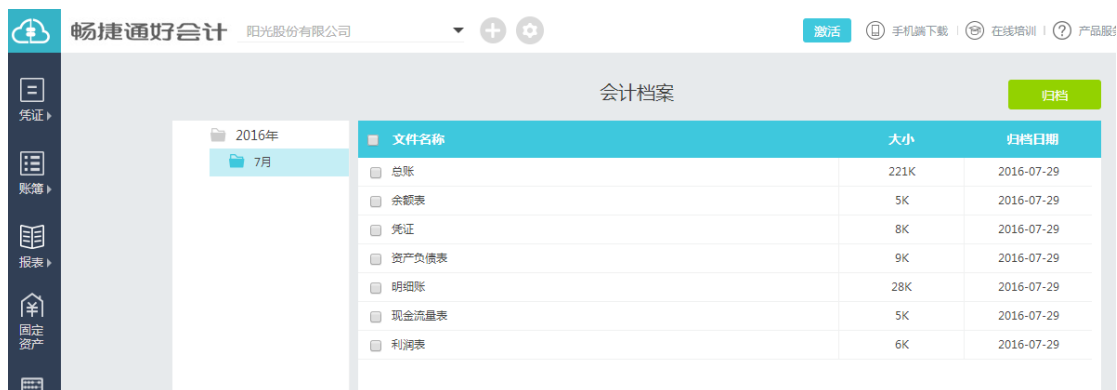 畅捷通好会计 阳光股份有限公司 激活 手机端下载 在线培训 产品服务
会计档案 归档
凭证
账簿
报表
固定
资产
2016年
7月
文件名称 大小 归档日期
总账 221K 2016-07-29
余额表 5K 2016-07-29
凭证 8K 2016-07-29
资产负债表 9K 2016-07-29
明细账 28K 2016-07-29
现金流量表 5K 2016-07-29
利润表 6K 2016-07-29